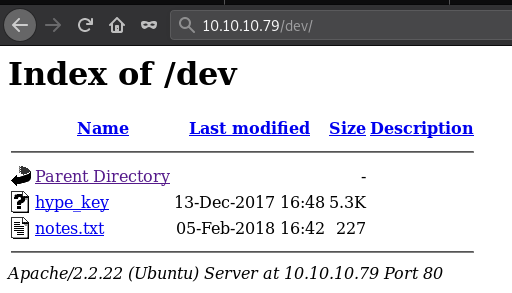 10.10.10.79/dev/
Index of /dev
Name Last modified Size Description
Parent Directory -
hype_key 13-Dec-2017 16:48 5.3K
notes.txt 05-Feb-2018 16:42 227
Apache/2.2.22 (Ubuntu) Server at 10.10.10.79 Port 80